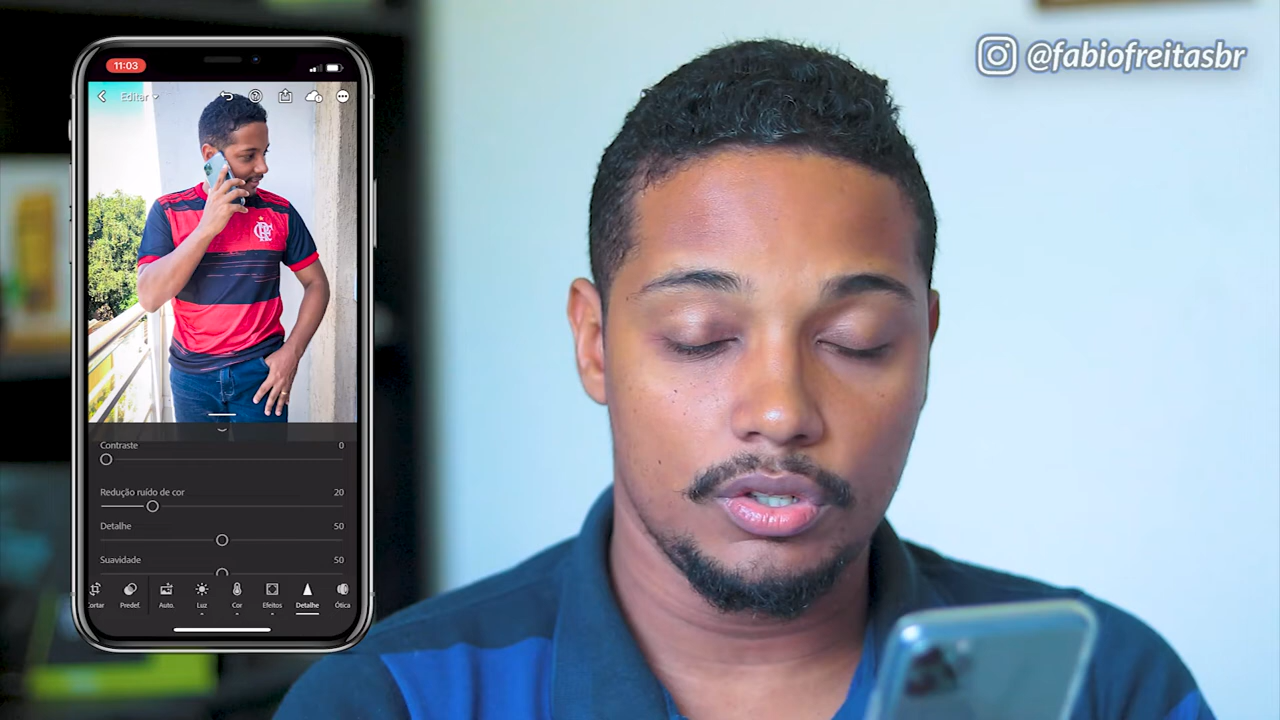 @fabiofreitasbr
11:03
Editar
Contraste 0
Redução ruído de cor 20
Detalhe 50
Suavidade 50
Cortar Predef. Auto. Luz Cor Efeitos Detalhe Ótica